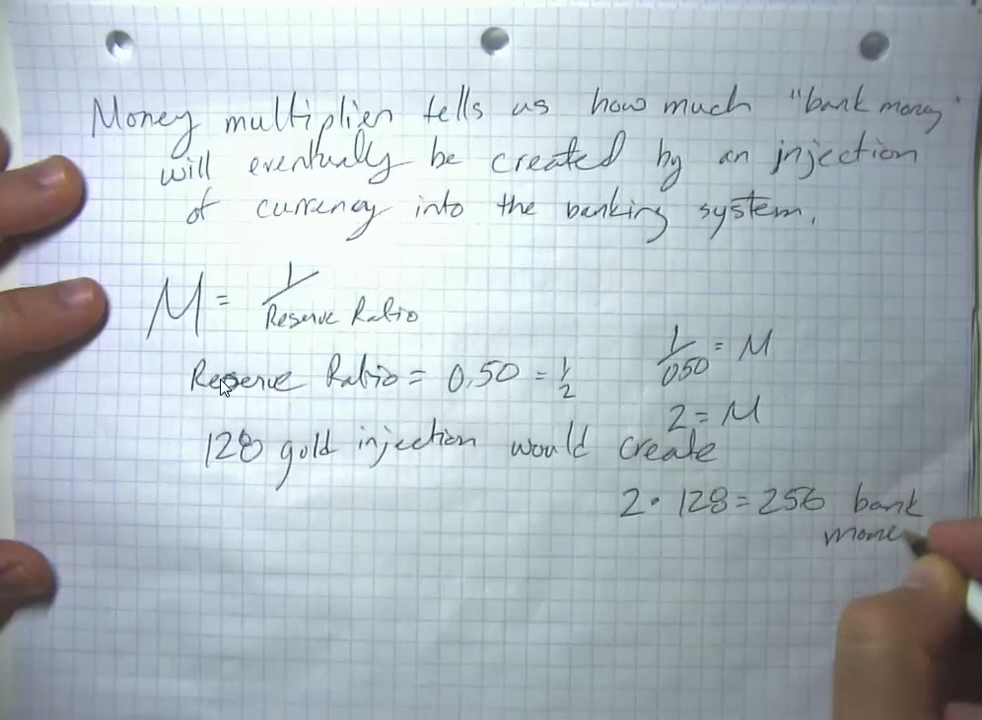 Money multiplier tells us how much "bank money"
will eventually be created by an injection
of currency into the banking system.
M = 1/Reserve Ratio
Reserve Ratio = 0.50 = 1/2
1/0.50 = M
2 = M
128 gold injection would create
2 · 128 = 256 bank
mone